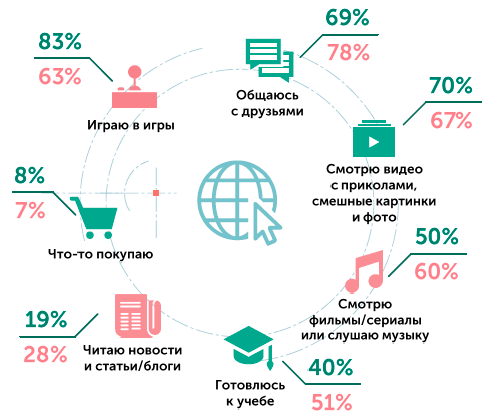 83%
63%
Играю в игры
69%
78%
Общаюсь
с друзьями
70%
67%
Смотрю видео
с приколами,
смешные картинки
и фото
8%
7%
Что-то покупаю
50%
60%
Смотрю
фильмы/сериалы
или слушаю музыку
19%
28%
Читаю новости
и статьи/блоги
40%
51%
Готовлюсь
к учебе